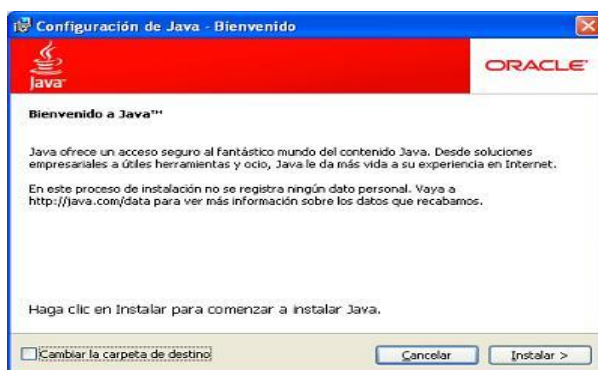 Configuración de Java - Bienvenido
Java
ORACLE
Bienvenido a Java™
Java ofrece un acceso seguro al fantástico mundo del contenido Java. Desde soluciones
empresariales a útiles herramientas y ocio, Java le da más vida a su experiencia en Internet.
En este proceso de instalación no se registra ningún dato personal. Vaya a
http://java.com/data para ver más información sobre los datos que recabamos.
Haga clic en Instalar para comenzar a instalar Java.
Cambiar la carpeta de destino
Cancelar
Instalar >